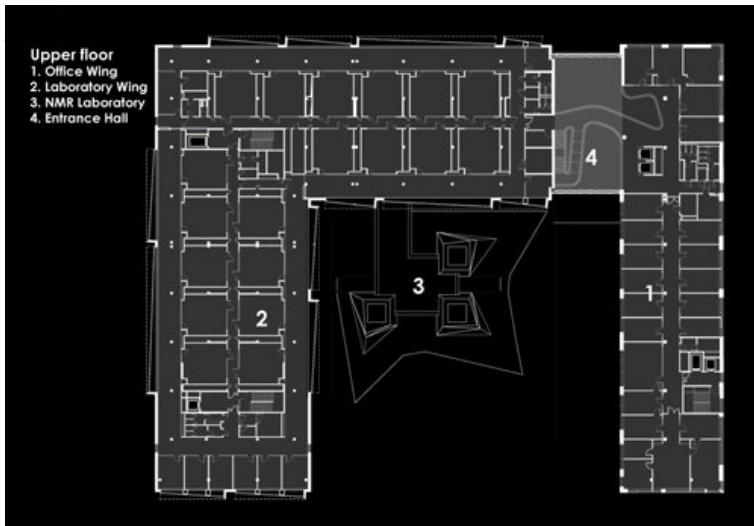 Upper floor
1. Office Wing
2. Laboratory Wing
3. NMR Laboratory
4. Entrance Hall
4
3
1
2